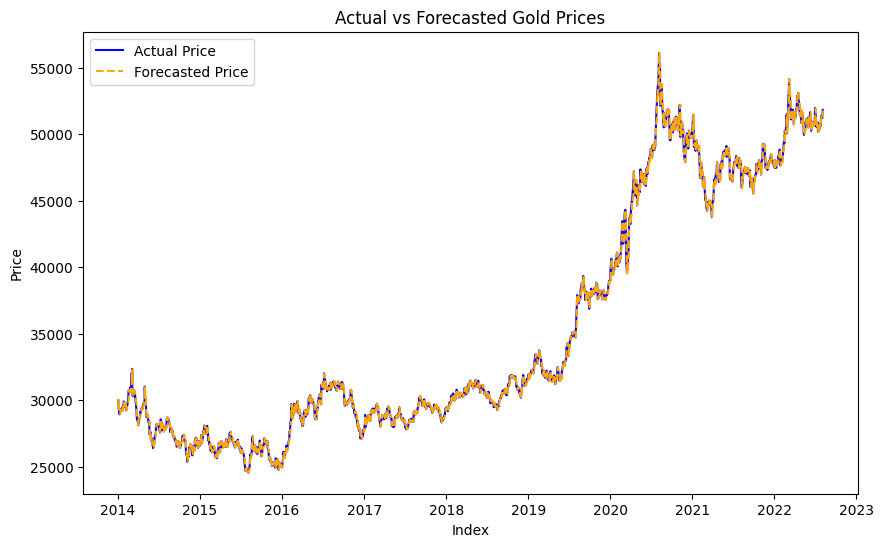 Actual vs Forecasted Gold Prices
Actual Price
Forecasted Price
Price
55000
50000
45000
40000
35000
30000
25000
2014 2015 2016 2017 2018 2019 2020 2021 2022 2023
Index